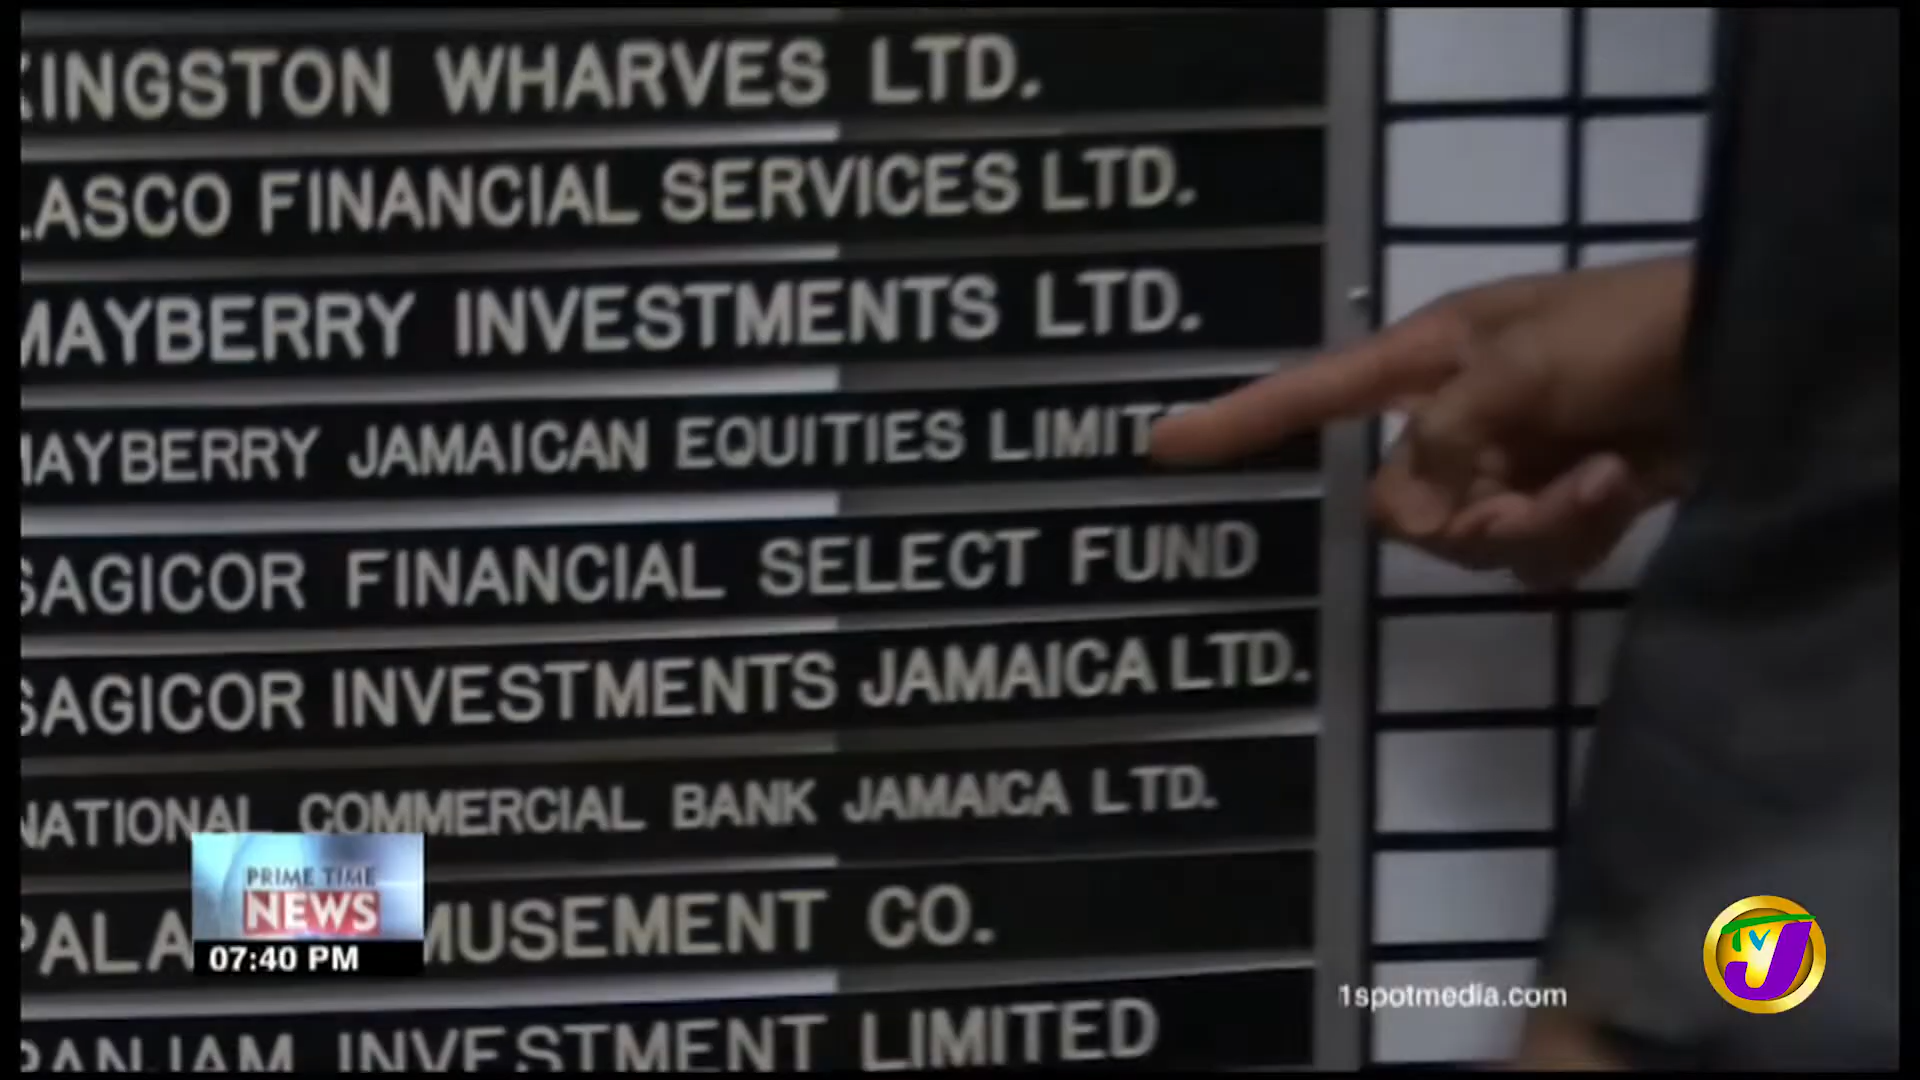 KINGSTON WHARVES LTD.
LASCO FINANCIAL SERVICES LTD.
MAYBERRY INVESTMENTS LTD.
MAYBERRY JAMAICAN EQUITIES LIMIT
SAGICOR FINANCIAL SELECT FUND
SAGICOR INVESTMENTS JAMAICA LTD.
NATIONAL COMMERCIAL BANK JAMAICA LTD.
PALA MUSEMENT CO.
PANJAM INVESTMENT LIMITED
PRIME TIME
NEWS
07:40 PM
1spotmedia.com
TVJ